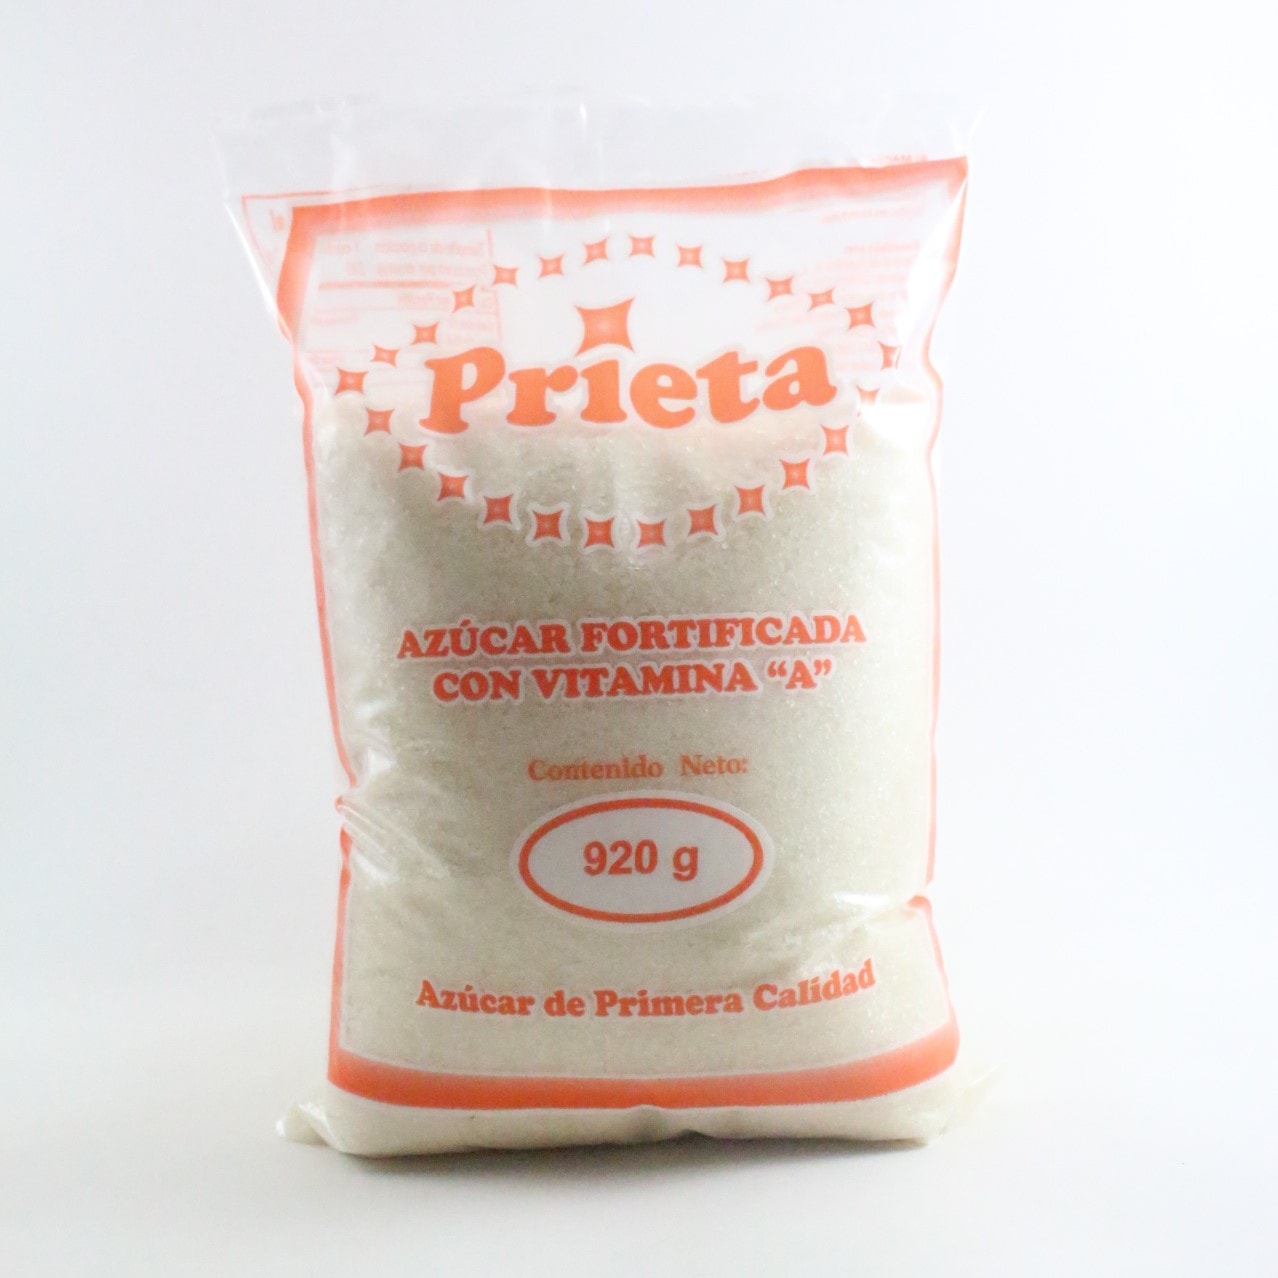 Prieta
AZÚCAR FORTIFICADA
CON VITAMINA “A”
Contenido Neto:
920 g
Azúcar de Primera Calidad